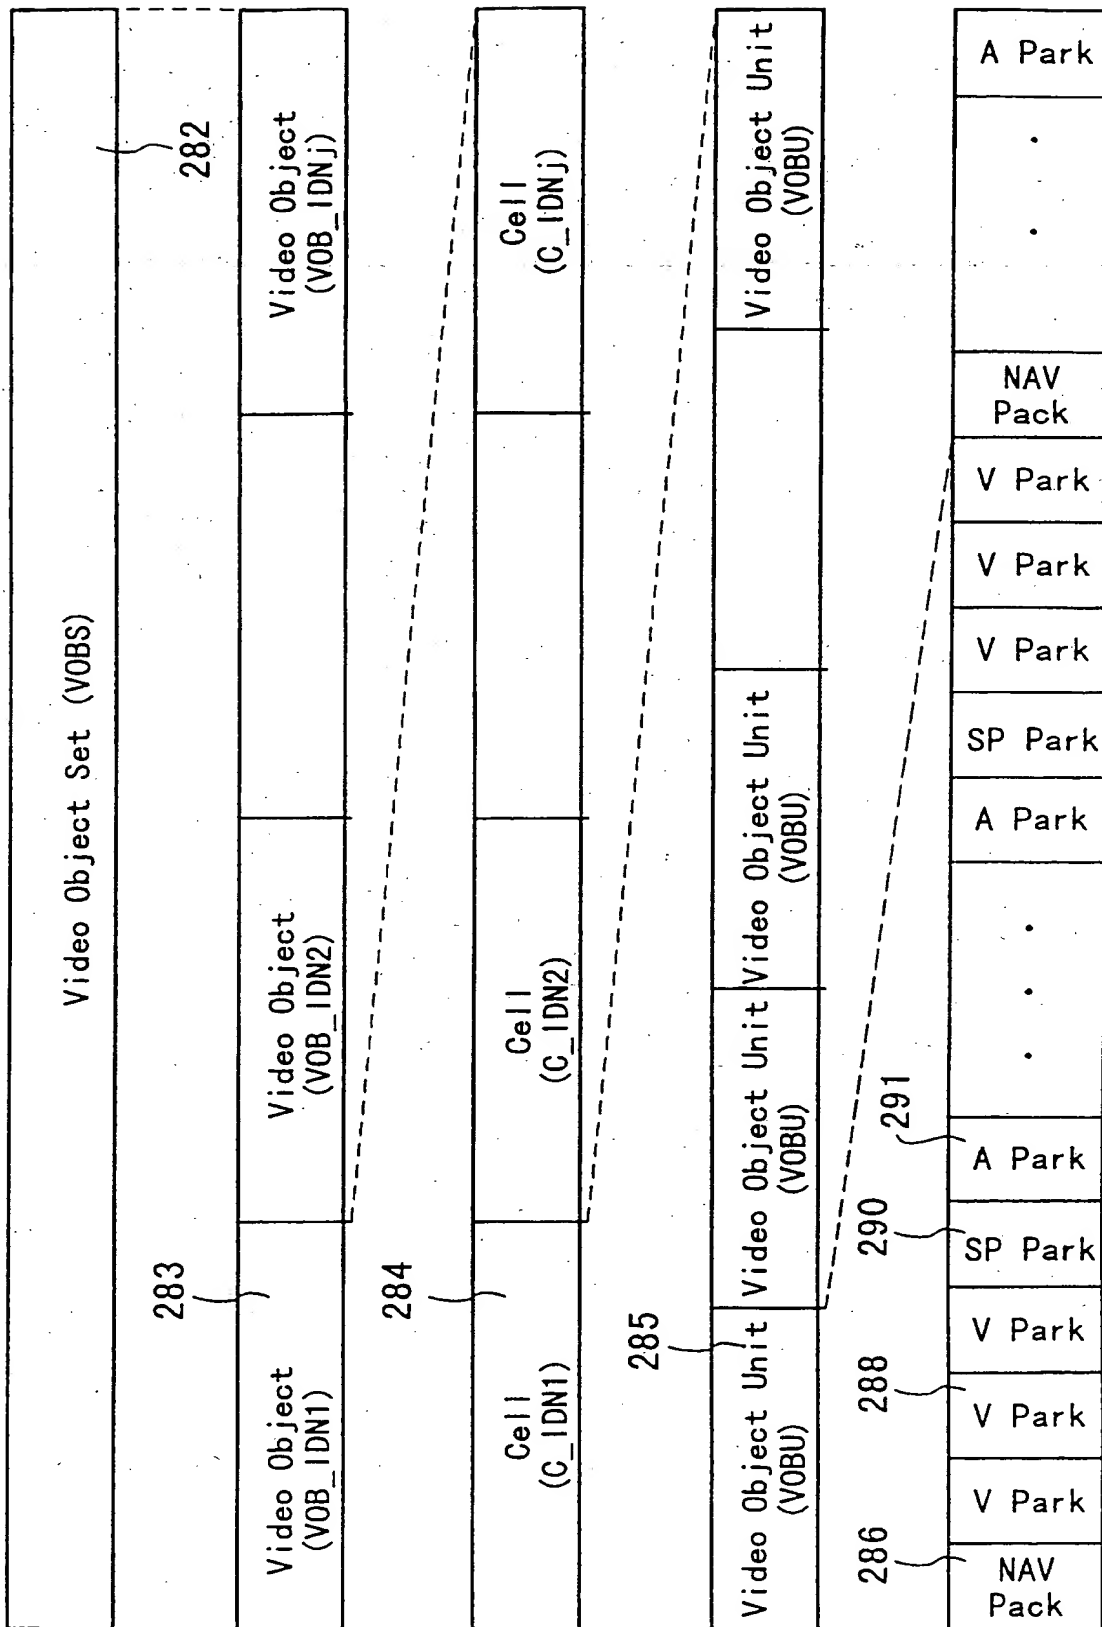 Video Object Set (VOBS)
282
283
Video Object
(VOB_IDN1)
Video Object
(VOB_IDN2)
Video Object
(VOB_IDNj)
284
Cell
(C_IDN1)
Cell
(C_IDN2)
Cell
(C_IDNj)
285
Video Object Unit
(VOBU)
Video Object Unit
(VOBU)
Video Object Unit
(VOBU)
Video Object Unit
(VOBU)
286
288
290
291
NAV
Pack
V Park
V Park
V Park
SP Park
A Park
A Park
SP Park
V Park
V Park
V Park
NAV
Pack
A Park